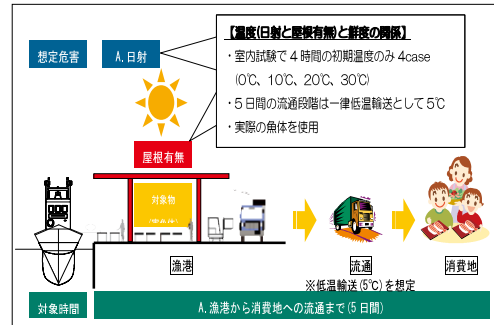 【温度(日射と屋根有無)と鮮度の関係】
・室内試験で4時間の初期温度のみ4case
(0℃、10℃、20℃、30℃)
・5日間の流通段階は一律低温輸送として5℃
・実際の魚体を使用
想定危害
A.日射
屋根有無
対象物
漁港
流通
消費地
※低温輸送(5℃)を想定
対象時間
A.漁港から消費地への流通まで(5日間)